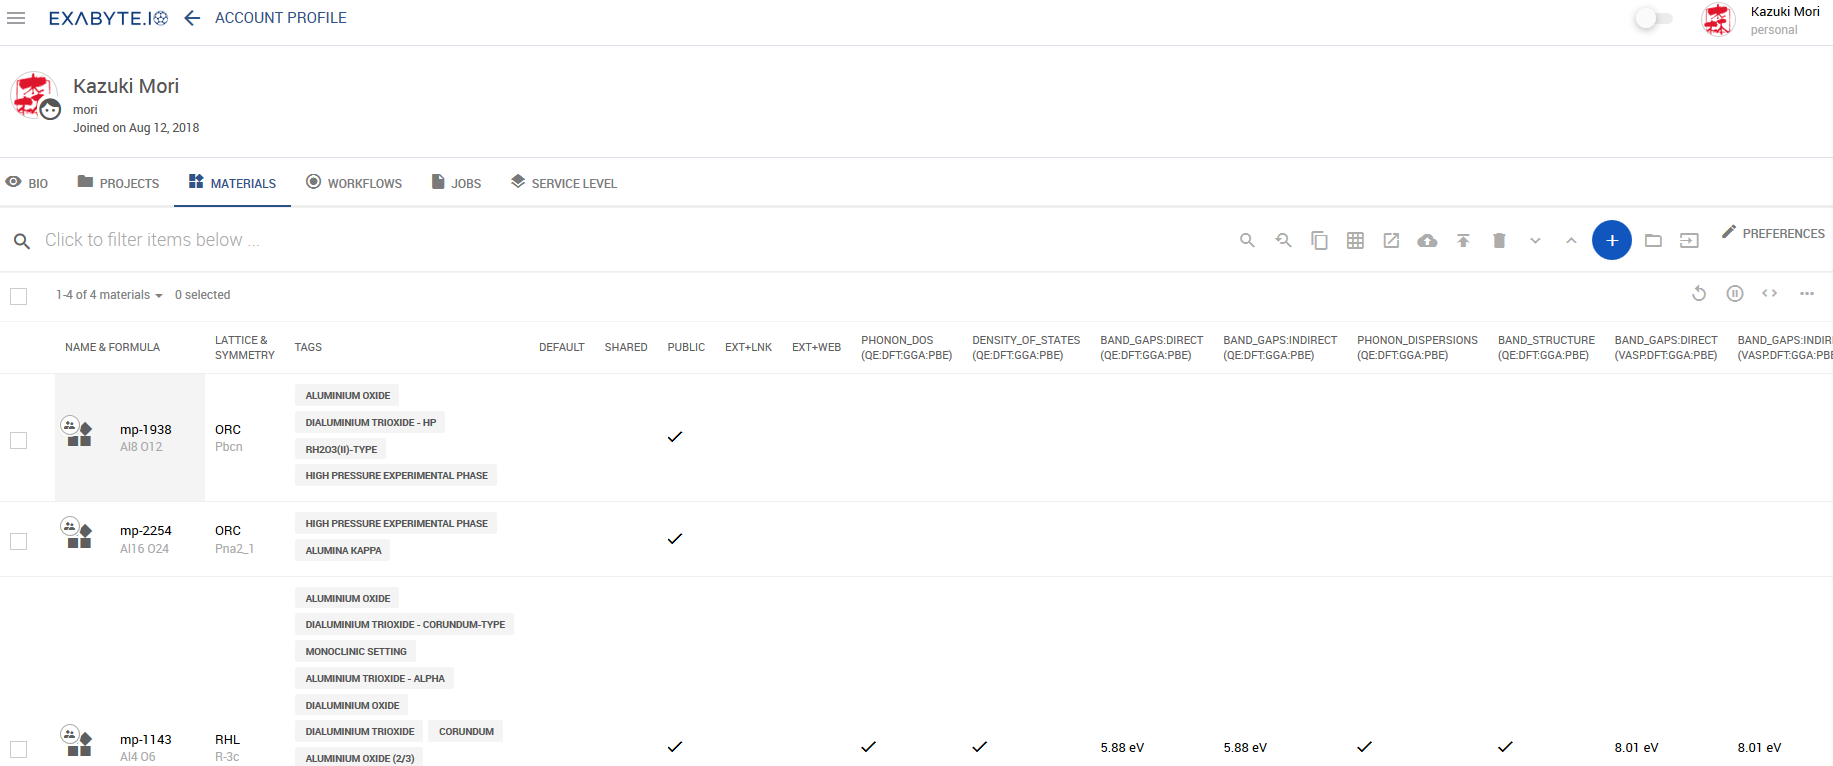 EXABYTE.IO ACCOUNT PROFILE
Kazuki Mori
personal
Kazuki Mori
mori
Joined on Aug 12, 2018
BIO PROJECTS MATERIALS WORKFLOWS JOBS SERVICE LEVEL
Click to filter items below ...
PREFERENCES
1-4 of 4 materials 0 selected
NAME & FORMULA
LATTICE &
SYMMETRY
TAGS
DEFAULT
SHARED
PUBLIC
EXT+LNK
EXT+WEB
PHONON_DOS
(QE:DFT:GGA:PBE)
DENSITY_OF_STATES
(QE:DFT:GGA:PBE)
BAND_GAPS:DIRECT
(QE:DFT:GGA:PBE)
BAND_GAPS:INDIRECT
(QE:DFT:GGA:PBE)
PHONON_DISPERSIONS
(QE:DFT:GGA:PBE)
BAND_STRUCTURE
(QE:DFT:GGA:PBE)
BAND_GAPS:DIRECT
(VASP:DFT:GGA:PBE)
BAND_GAPS:INDIRE
(VASP:DFT:GGA:PBE
mp-1938
Al8 O12
ORC
Pbcn
ALUMINIUM OXIDE
DIALUMINIUM TRIOXIDE - HP
RH2O3(II)-TYPE
HIGH PRESSURE EXPERIMENTAL PHASE
mp-2254
Al16 O24
ORC
Pna2_1
HIGH PRESSURE EXPERIMENTAL PHASE
ALUMINA KAPPA
mp-1143
Al4 O6
RHL
R-3c
ALUMINIUM OXIDE
DIALUMINIUM TRIOXIDE - CORUNDUM-TYPE
MONOCLINIC SETTING
ALUMINIUM TRIOXIDE - ALPHA
DIALUMINIUM OXIDE
DIALUMINIUM TRIOXIDE CORUNDUM
ALUMINIUM OXIDE (2/3)
5.88 eV
5.88 eV
8.01 eV
8.01 eV